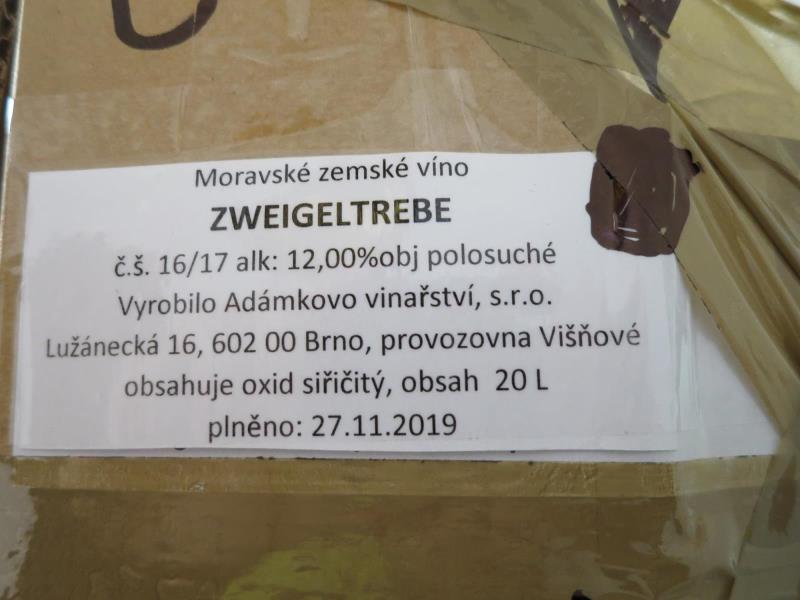 Moravské zemské víno
ZWEIGELTREBE
č.š. 16/17 alk: 12,00%obj polosuché
Vyrobilo Adámkovo vinařství, s.r.o.
Lužánecká 16, 602 00 Brno, provozovna Višňové
obsahuje oxid siřičitý, obsah  20 L
plněno: 27.11.2019